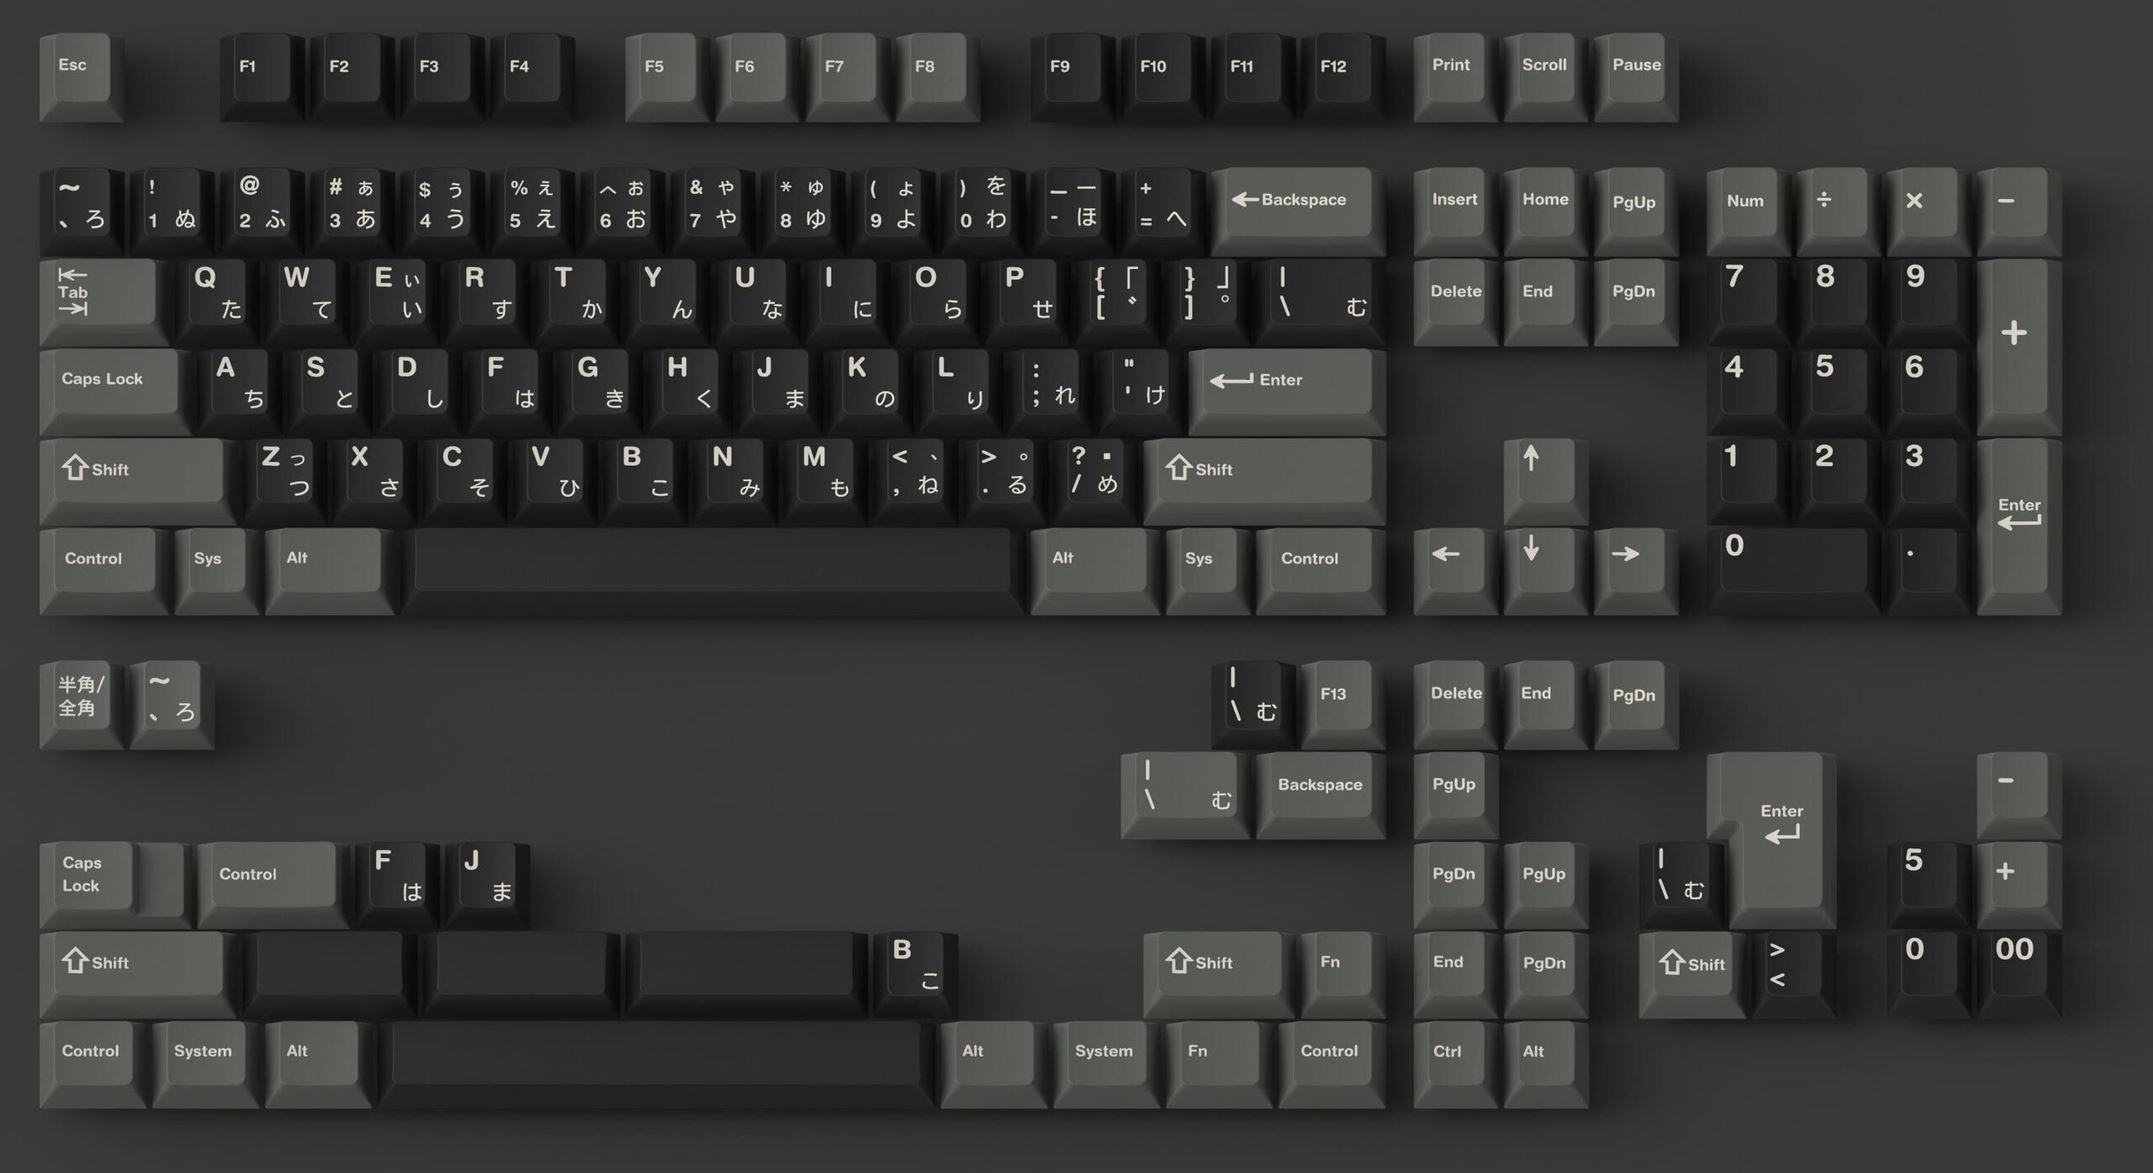 Esc F1 F2 F3 F4 F5 F6 F7 F8 F9 F10 F11 F12 Print Scroll Pause
~ ! @ # ぁ $ ぅ % ぇ ^ ぉ & ゃ * ゅ ( ょ ) を _ ー + ←Backspace Insert Home PgUp Num ÷ × -
、 ろ 1 ぬ 2 ふ 3 あ 4 う 5 え 6 お 7 や 8 ゆ 9 よ 0 わ - ほ = へ
Tab Q W E ぃ R T Y U I O P { 「 } 」 | Delete End PgDn 7 8 9 +
た て い す か ん な に ら せ [ ゛ ] ゜ \ む
Caps Lock A S D F G H J K L : " Enter 4 5 6
ち と し は き く ま の り ; れ ' け
⇧Shift Z っ X C V B N M < 、 > 。 ? ・ ⇧Shift ↑ 1 2 3 Enter
つ さ そ ひ こ み も , ね . る / め
Control Sys Alt Alt Sys Control ← ↓ → 0 .
半角/ ~ | F13 Delete End PgDn
全角 、 ろ \ む
| Backspace PgUp Enter -
\ む
Caps Control F J PgDn PgUp | 5 +
Lock は ま \ む
⇧Shift B ⇧Shift Fn End PgDn ⇧Shift > 0 00
こ <
Control System Alt Alt System Fn Control Ctrl Alt